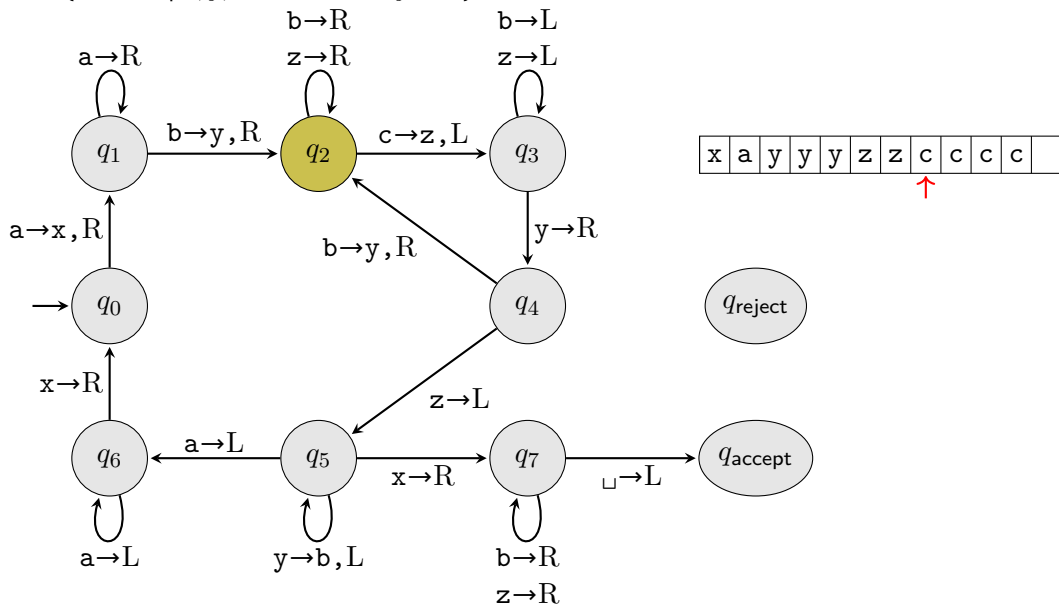 b→R
b→L
a→R
z→R
z→L
b→y,R
c→z,L
q1
q2
q3
x a y y y z z c c c c
↑
a→x,R
b→y,R
y→R
q0
q4
qreject
x→R
z→L
a→L
q6
q5
q7
qaccept
x→R
␣→L
a→L
y→b,L
b→R
z→R